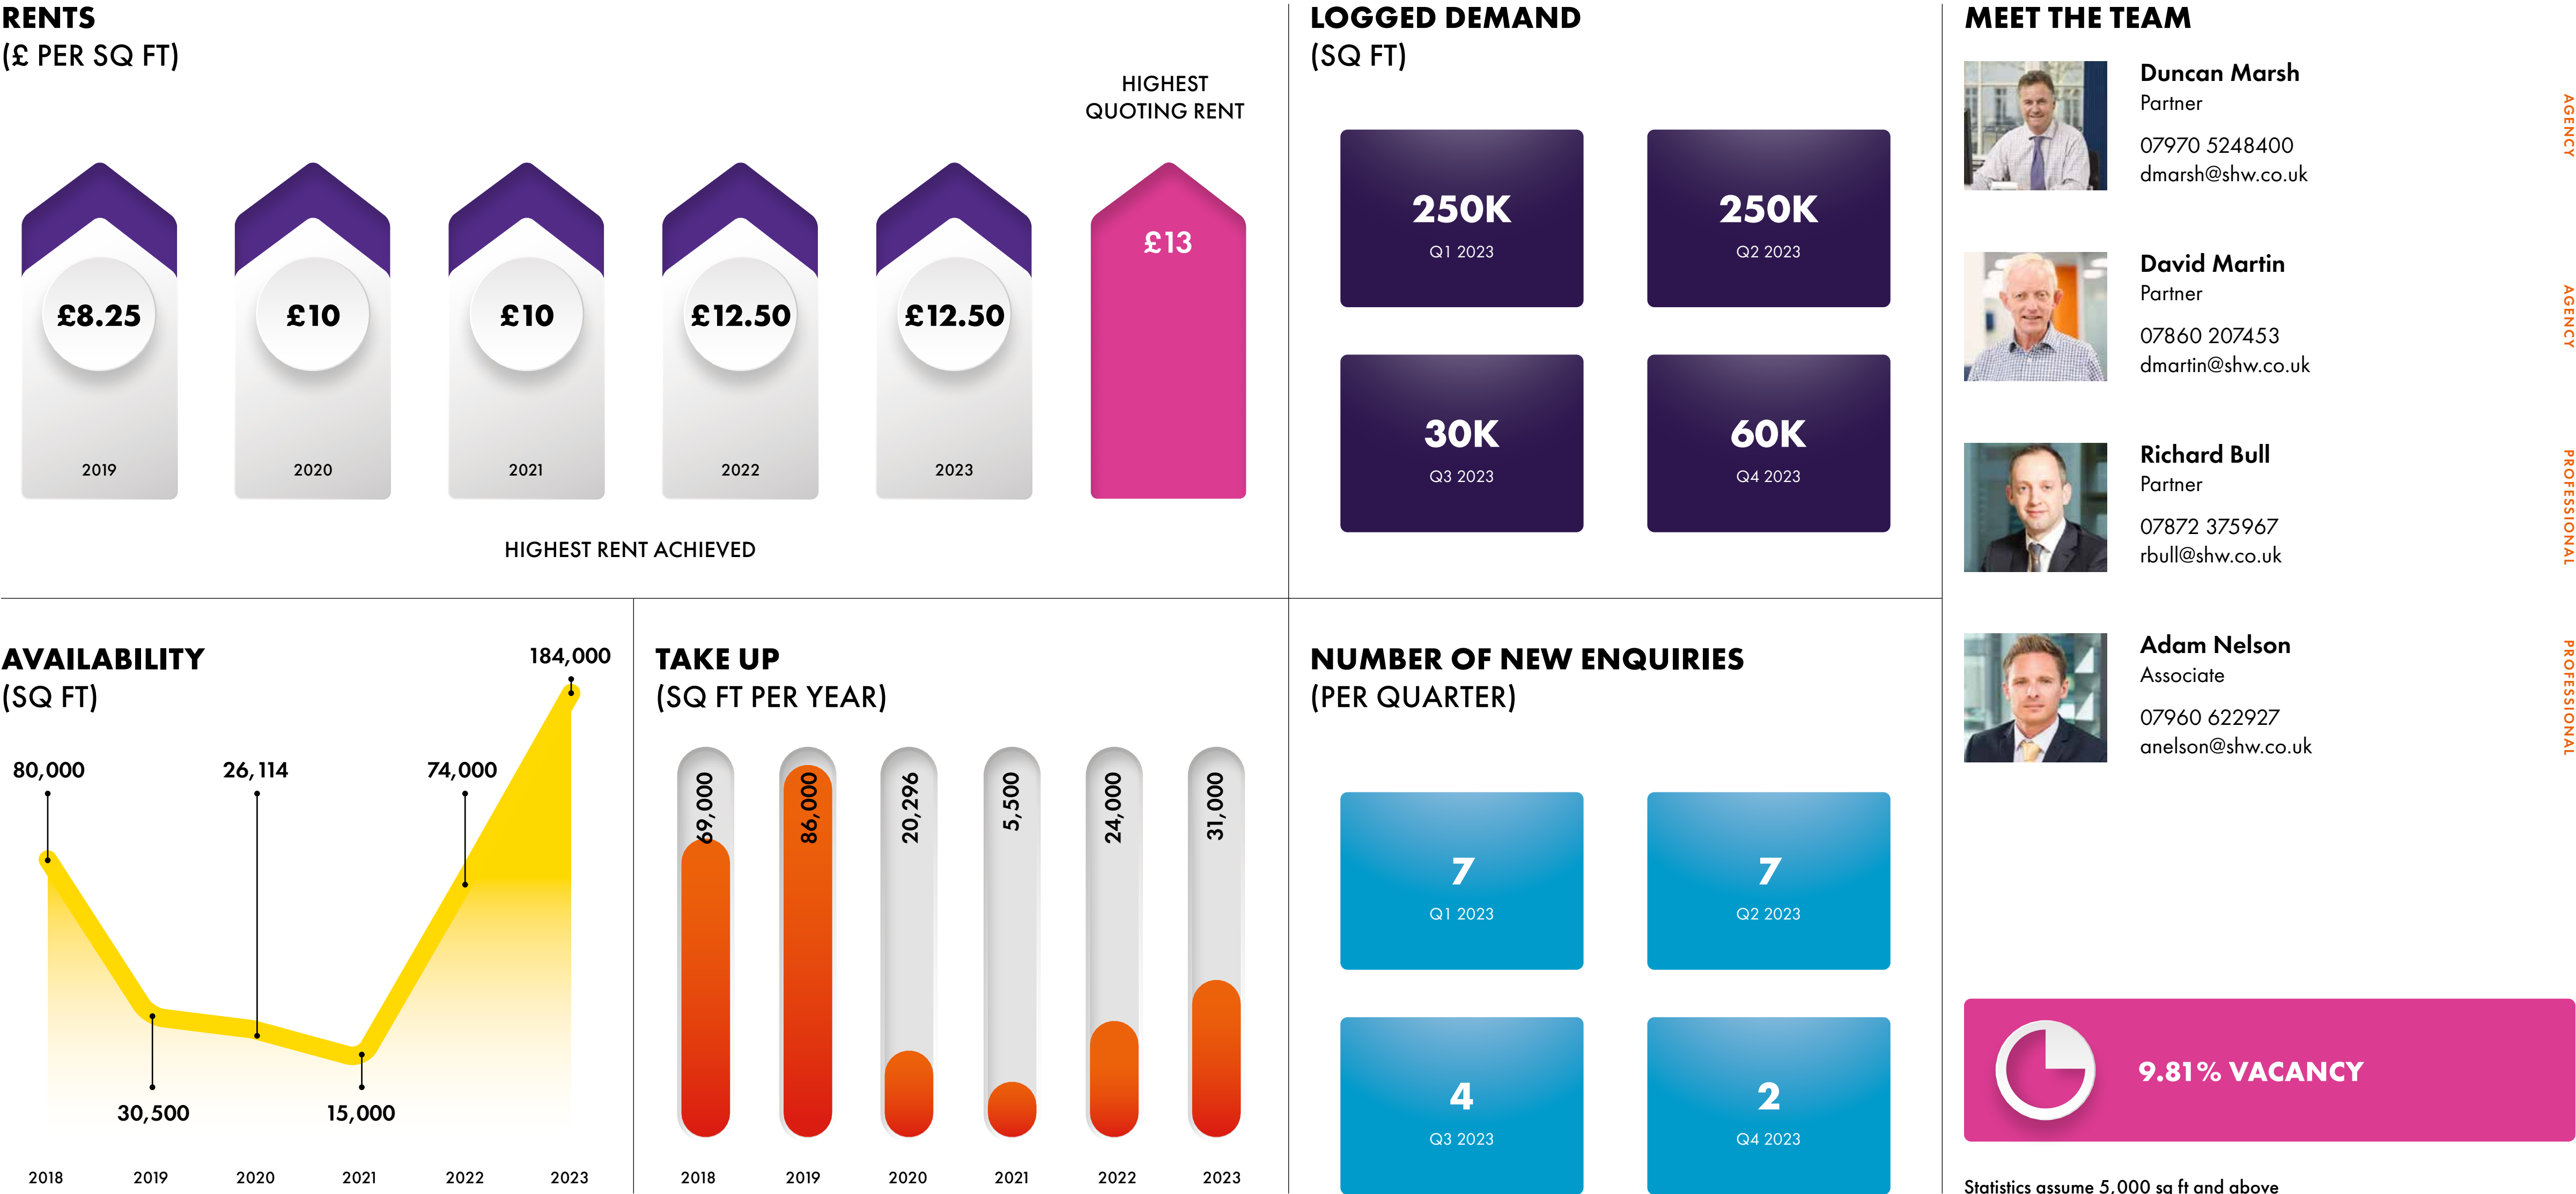 RENTS
(£ PER SQ FT)
HIGHEST
QUOTING RENT
£8.25
2019
£10
2020
£10
2021
£12.50
2022
£12.50
2023
£13
HIGHEST RENT ACHIEVED
LOGGED DEMAND
(SQ FT)
250K
Q1 2023
250K
Q2 2023
30K
Q3 2023
60K
Q4 2023
AVAILABILITY
(SQ FT)
80,000
30,500
26,114
15,000
74,000
184,000
2018
2019
2020
2021
2022
2023
TAKE UP
(SQ FT PER YEAR)
69,000
86,000
20,296
5,500
24,000
31,000
2018
2019
2020
2021
2022
2023
NUMBER OF NEW ENQUIRIES
(PER QUARTER)
7
Q1 2023
7
Q2 2023
4
Q3 2023
2
Q4 2023
MEET THE TEAM
Duncan Marsh
Partner
07970 5248400
dmarsh@shw.co.uk
AGENCY
David Martin
Partner
07860 207453
dmartin@shw.co.uk
AGENCY
Richard Bull
Partner
07872 375967
rbull@shw.co.uk
PROFESSIONAL
Adam Nelson
Associate
07960 622927
anelson@shw.co.uk
PROFESSIONAL
9.81% VACANCY
Statistics assume 5,000 sq ft and above